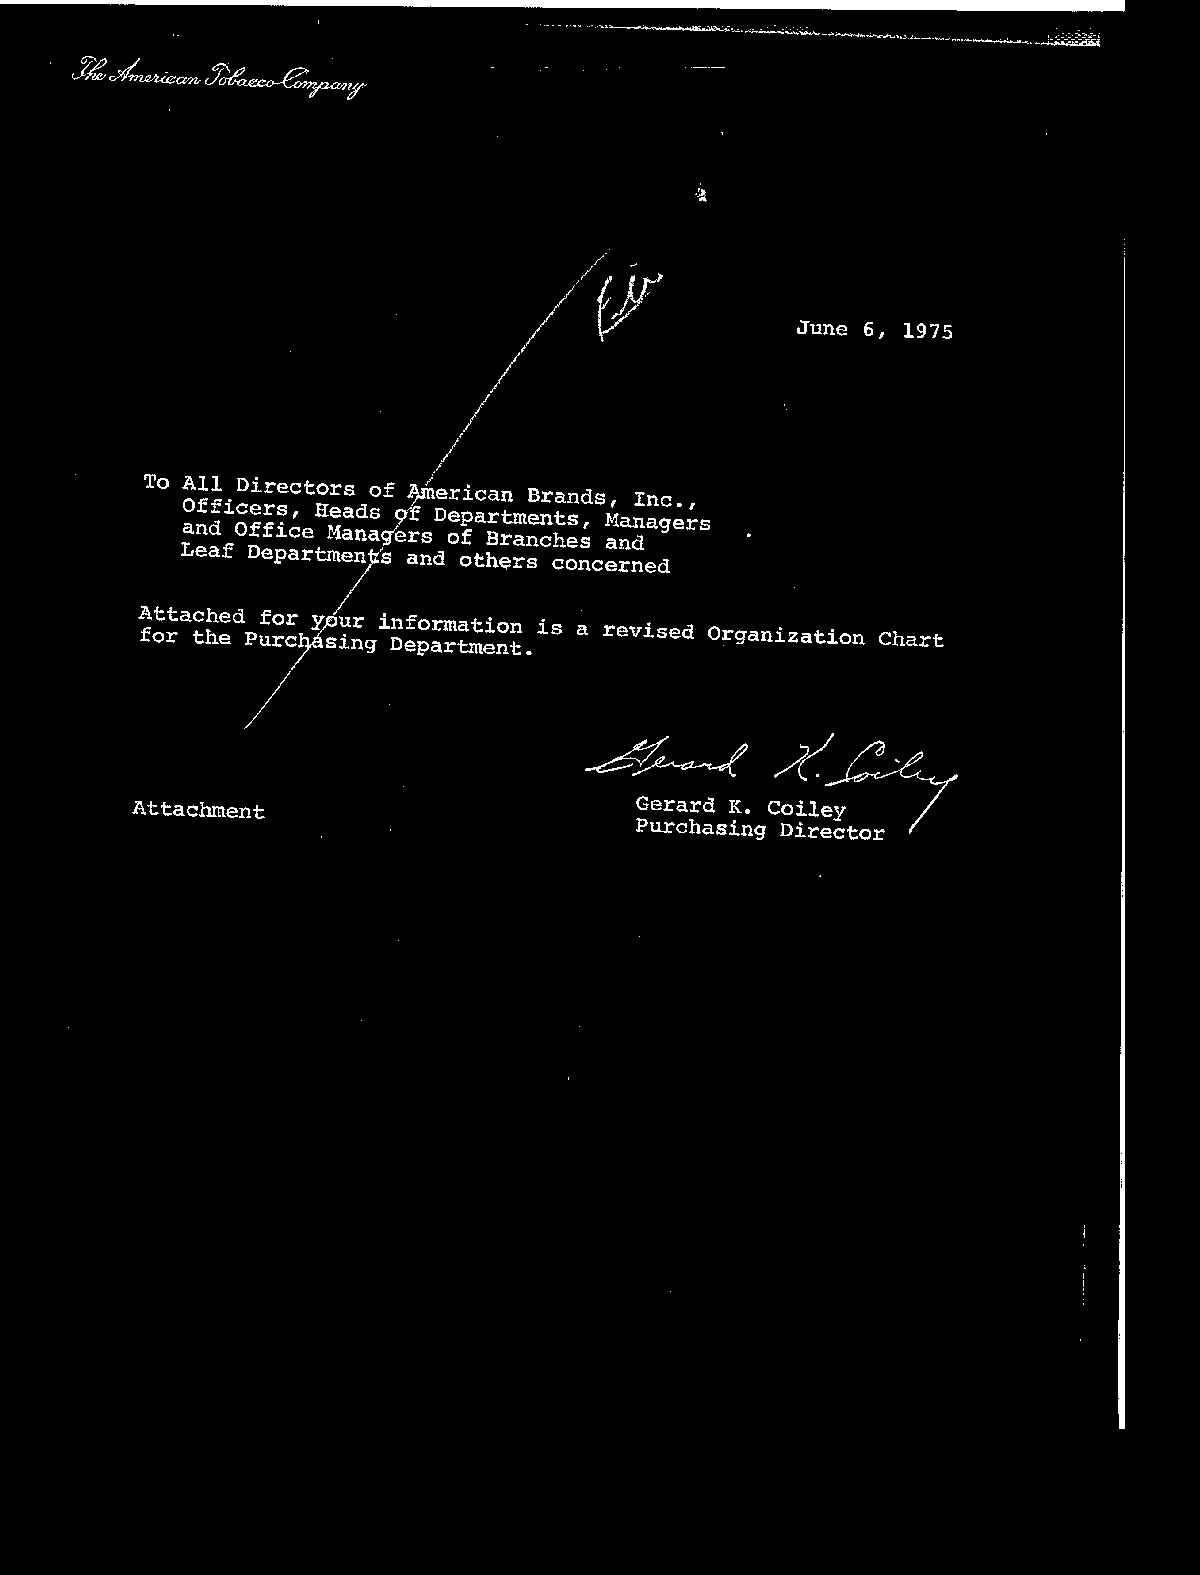 The American Tobacco Company
June 6, 1975
To All Directors of American Brands, Inc.,
Officers, Heads of Departments, Managers
and Office Managers of Branches and
Leaf Departments and others concerned
Attached for your information is a revised Organization Chart
for the Purchasing Department.
Gerard K. Coiley
Attachment
Gerard K. Coiley
Purchasing Director